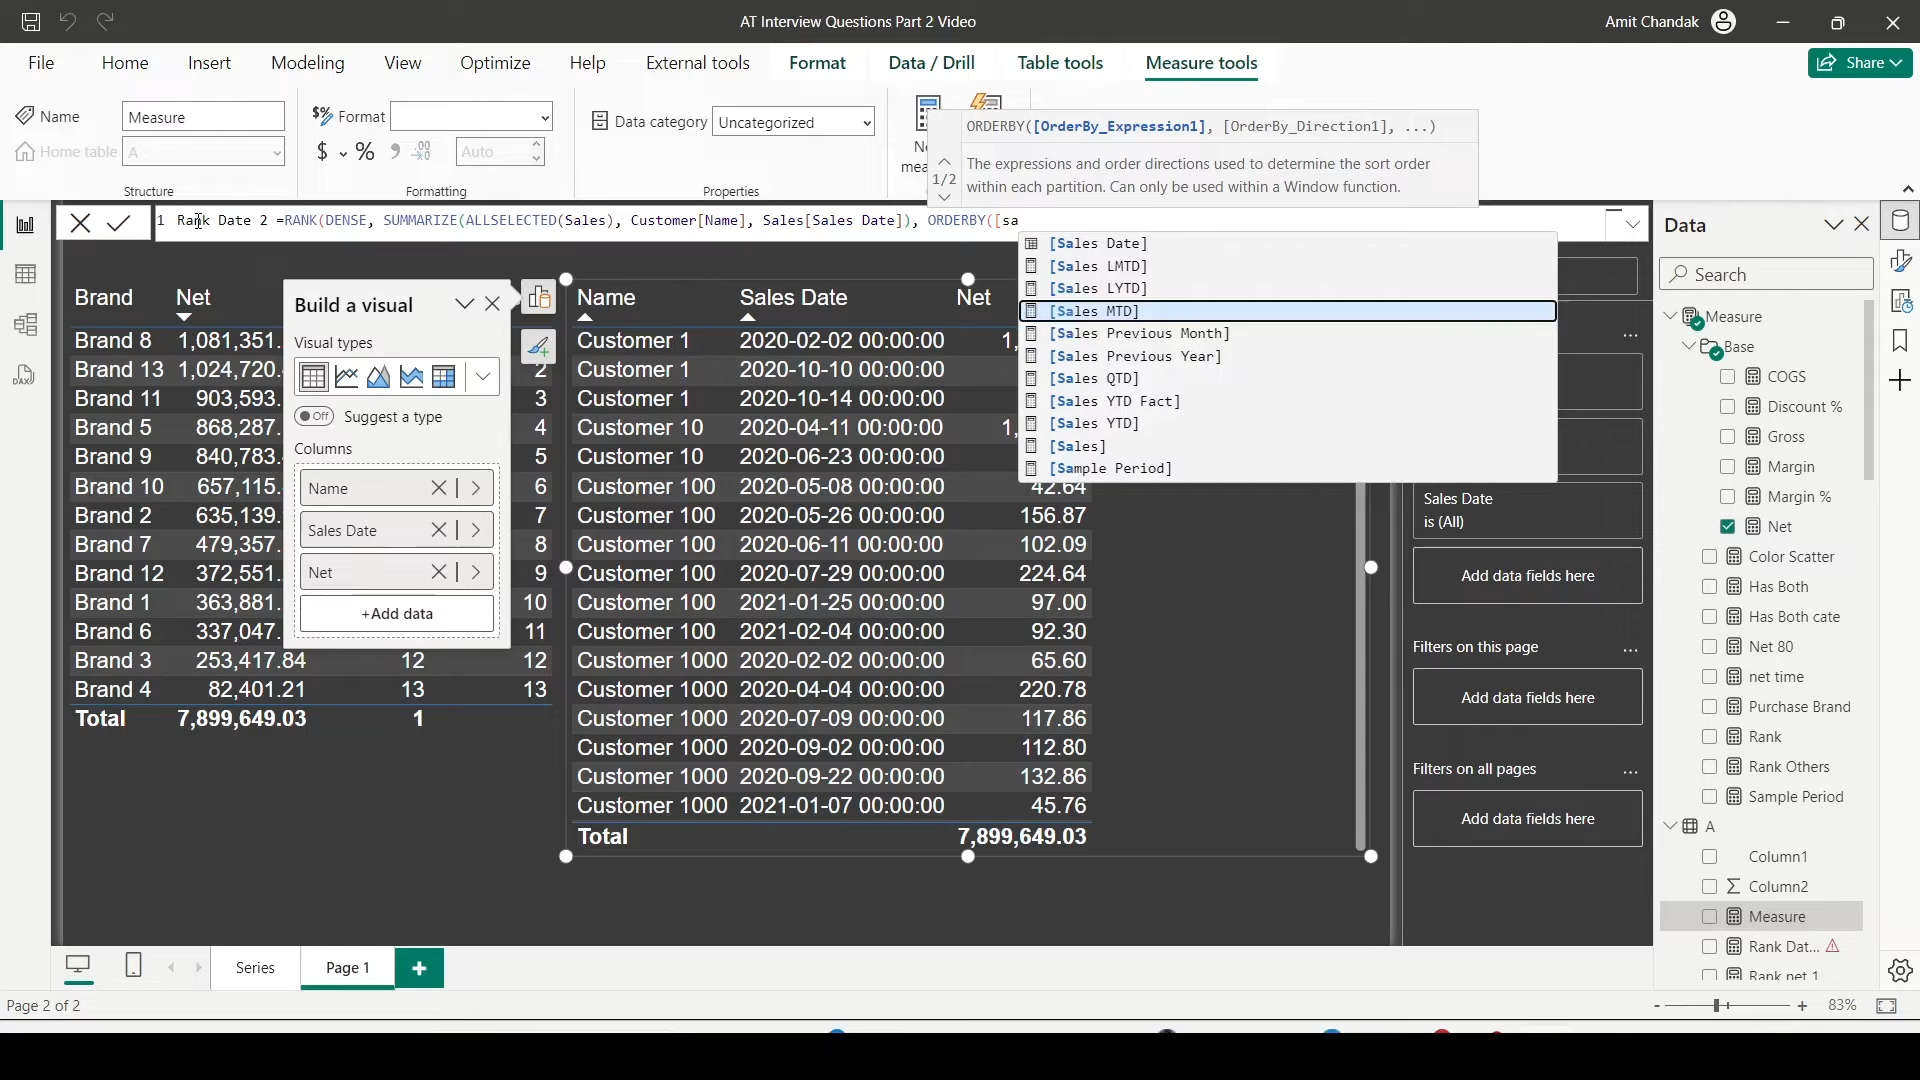 AT Interview Questions Part 2 Video
Amit Chandak
File
Home
Insert
Modeling
View
Optimize
Help
External tools
Format
Data / Drill
Table tools
Measure tools
Share
Name
Measure
Home table
A
Structure
$% Format
$ % 9 .00
Auto
Formatting
Data category
Uncategorized
Properties
ORDERBY([OrderBy_Expression1], [OrderBy_Direction1], ...)
The expressions and order directions used to determine the sort order
within each partition. Can only be used within a Window function.
1/2
1 Rank Date 2 =RANK(DENSE, SUMMARIZE(ALLSELECTED(Sales), Customer[Name], Sales[Sales Date]), ORDERBY([sa
[Sales Date]
[Sales LMTD]
[Sales LYTD]
[Sales MTD]
[Sales Previous Month]
[Sales Previous Year]
[Sales QTD]
[Sales YTD Fact]
[Sales YTD]
[Sales]
[Sample Period]
Brand Net
Brand 8 1,081,351.
Brand 13 1,024,720. 2
Brand 11 903,593. 3
Brand 5 868,287. 4
Brand 9 840,783. 5
Brand 10 657,115. 6
Brand 2 635,139. 7
Brand 7 479,357. 8
Brand 12 372,551. 9
Brand 1 363,881. 10
Brand 6 337,047. 11
Brand 3 253,417.84 12 12
Brand 4 82,401.21 13 13
Total 7,899,649.03 1
Build a visual
Visual types
Off Suggest a type
Columns
Name
Sales Date
Net
+Add data
Name Sales Date Net
Customer 1 2020-02-02 00:00:00 1,
Customer 1 2020-10-10 00:00:00
Customer 1 2020-10-14 00:00:00
Customer 10 2020-04-11 00:00:00 1,
Customer 10 2020-06-23 00:00:00
Customer 100 2020-05-08 00:00:00 42.64
Customer 100 2020-05-26 00:00:00 156.87
Customer 100 2020-06-11 00:00:00 102.09
Customer 100 2020-07-29 00:00:00 224.64
Customer 100 2021-01-25 00:00:00 97.00
Customer 100 2021-02-04 00:00:00 92.30
Customer 1000 2020-02-02 00:00:00 65.60
Customer 1000 2020-04-04 00:00:00 220.78
Customer 1000 2020-07-09 00:00:00 117.86
Customer 1000 2020-09-02 00:00:00 112.80
Customer 1000 2020-09-22 00:00:00 132.86
Customer 1000 2021-01-07 00:00:00 45.76
Total 7,899,649.03
Sales Date
is (All)
Add data fields here
Filters on this page ...
Add data fields here
Filters on all pages ...
Add data fields here
Data
Search
Measure
Base
COGS
Discount %
Gross
Margin
Margin %
Net
Color Scatter
Has Both
Has Both cate
Net 80
net time
Purchase Brand
Rank
Rank Others
Sample Period
A
Column1
Column2
Measure
Rank Dat...
Rank net 1
Series
Page 1
Page 2 of 2
- + 83%